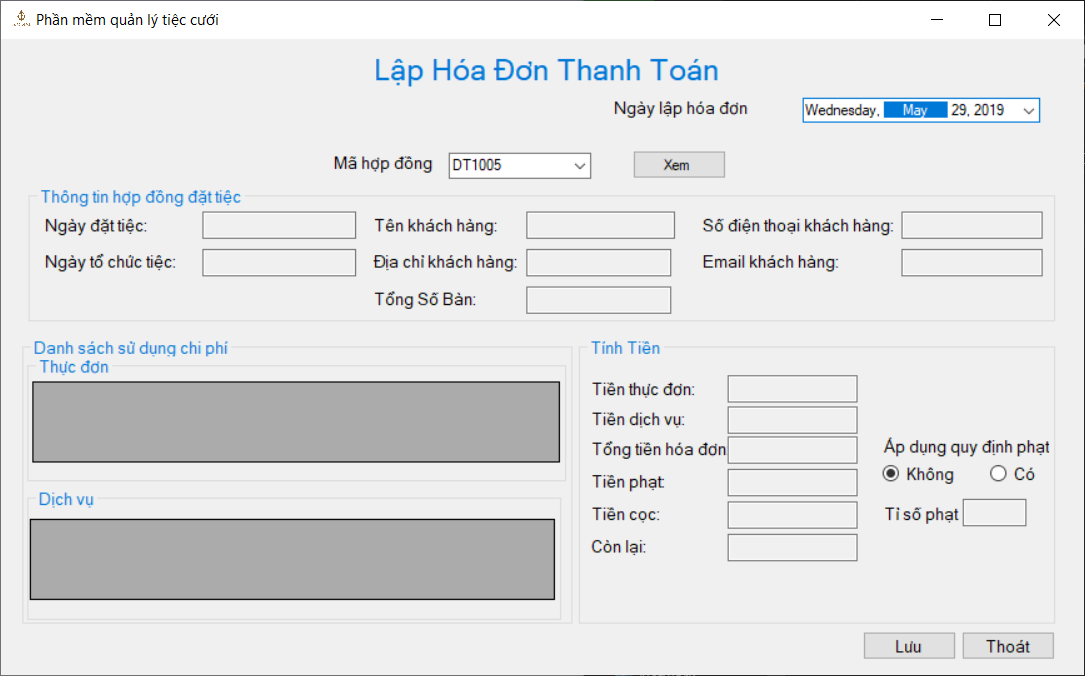 Phần mềm quản lý tiệc cưới
Lập Hóa Đơn Thanh Toán
Ngày lập hóa đơn Wednesday, May 29, 2019
Mã hợp đồng DT1005 Xem
Thông tin hợp đồng đặt tiệc
Ngày đặt tiệc: Tên khách hàng: Số điện thoại khách hàng:
Ngày tổ chức tiệc: Địa chỉ khách hàng: Email khách hàng:
Tổng Số Bàn:
Danh sách sử dụng chi phí
Thực đơn
Dịch vụ
Tính Tiền
Tiền thực đơn:
Tiền dịch vụ:
Tổng tiền hóa đơn
Tiền phạt
Tiền cọc:
Còn lại:
Áp dụng quy định phạt
Không Có
Tỉ số phạt
Lưu Thoát